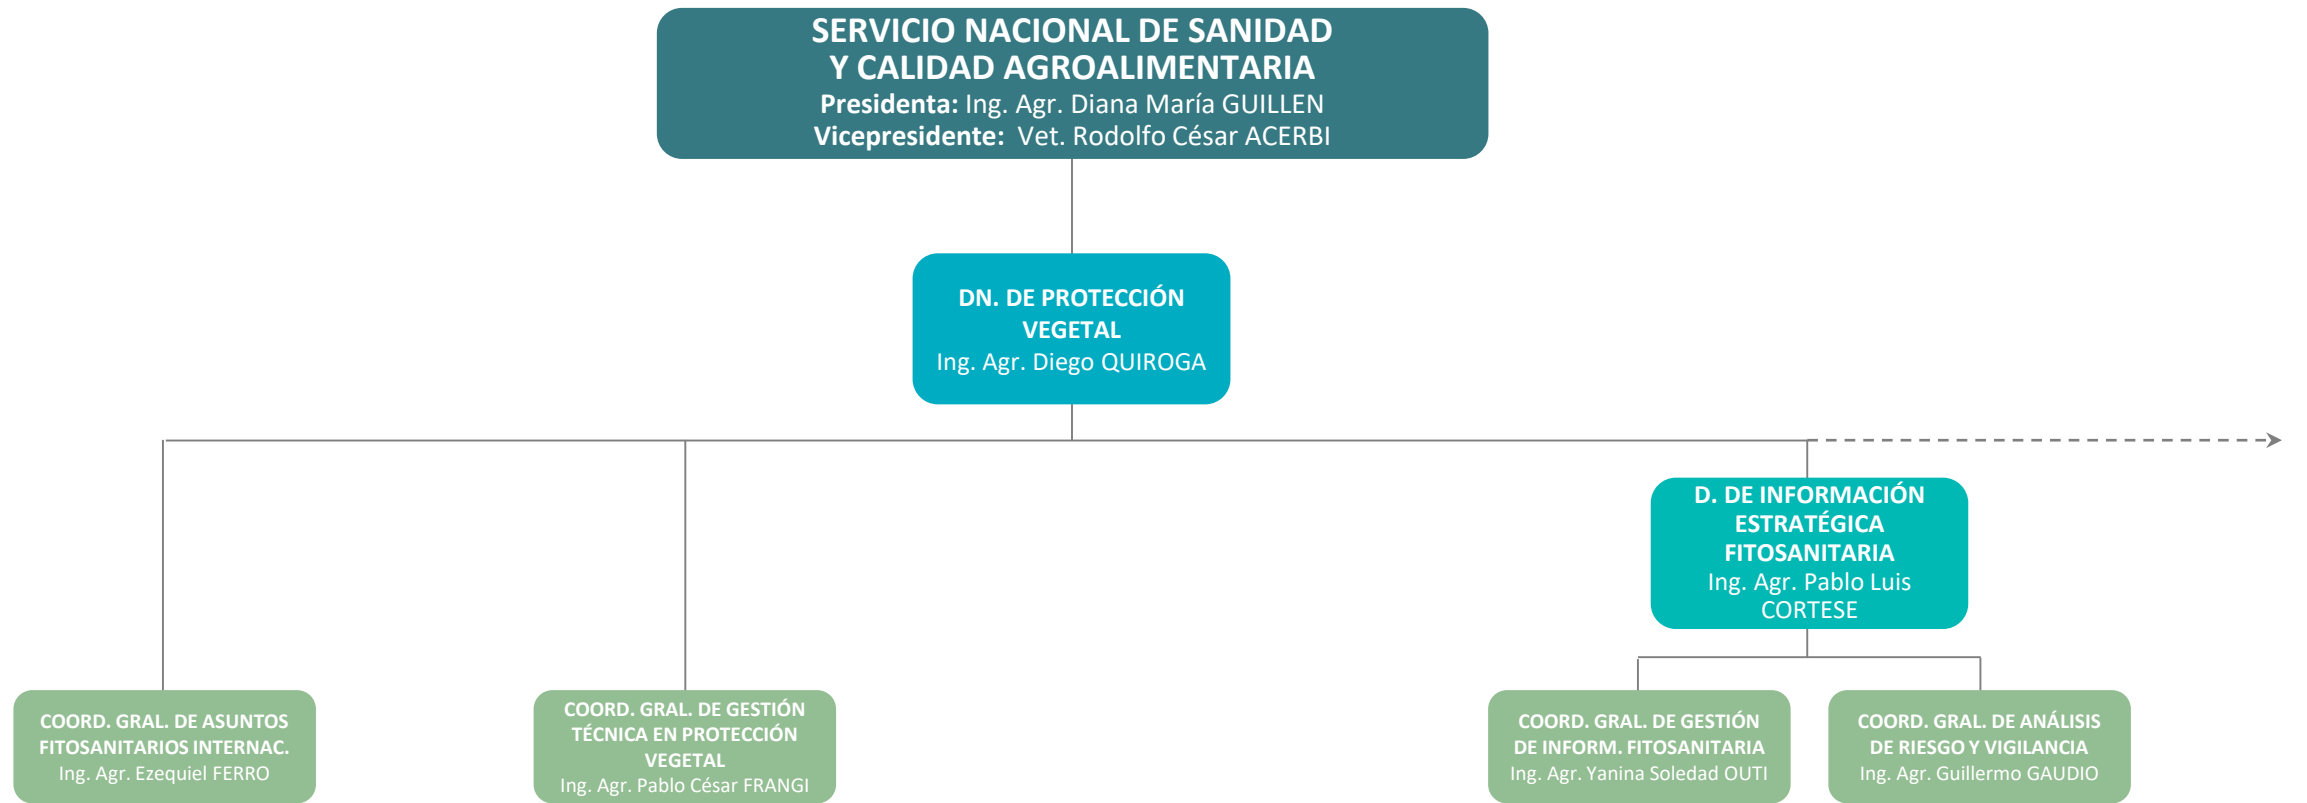 SERVICIO NACIONAL DE SANIDAD
Y CALIDAD AGROALIMENTARIA
Presidenta: Ing. Agr. Diana María GUILLEN
Vicepresidente: Vet. Rodolfo César ACERBI
DN. DE PROTECCIÓN
VEGETAL
Ing. Agr. Diego QUIROGA
D. DE INFORMACIÓN
ESTRATÉGICA
FITOSANITARIA
Ing. Agr. Pablo Luis
CORTESE
COORD. GRAL. DE ASUNTOS
FITOSANITARIOS INTERNAC.
Ing. Agr. Ezequiel FERRO
COORD. GRAL. DE GESTIÓN
TÉCNICA EN PROTECCIÓN
VEGETAL
Ing. Agr. Pablo César FRANGI
COORD. GRAL. DE GESTIÓN
DE INFORM. FITOSANITARIA
Ing. Agr. Yanina Soledad OUTI
COORD. GRAL. DE ANÁLISIS
DE RIESGO Y VIGILANCIA
Ing. Agr. Guillermo GAUDIO